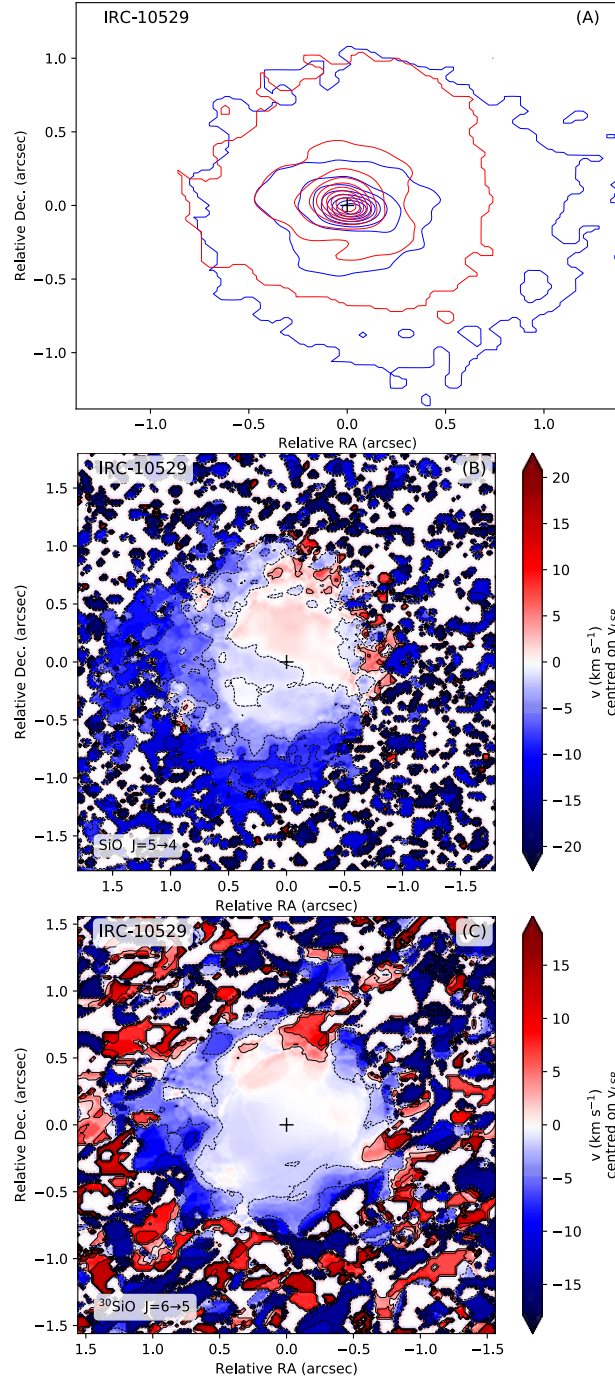 IRC-10529 (A)
1.0
0.5
0.0
−0.5
−1.0
Relative Dec. (arcsec)
−1.0 −0.5 0.0 0.5 1.0
Relative RA (arcsec)
IRC-10529 (B)
1.5
1.0
0.5
0.0
−0.5
−1.0
−1.5
Relative Dec. (arcsec)
SiO J=5→4
1.5 1.0 0.5 0.0 −0.5 −1.0 −1.5
Relative RA (arcsec)
20
15
10
5
0
−5
−10
−15
−20
v (km s⁻¹)
centred on v_LSR
IRC-10529 (C)
1.5
1.0
0.5
0.0
−0.5
−1.0
−1.5
Relative Dec. (arcsec)
³⁰SiO J=6→5
1.5 1.0 0.5 0.0 −0.5 −1.0 −1.5
Relative RA (arcsec)
15
10
5
0
−5
−10
−15
v (km s⁻¹)
centred on v_LSR